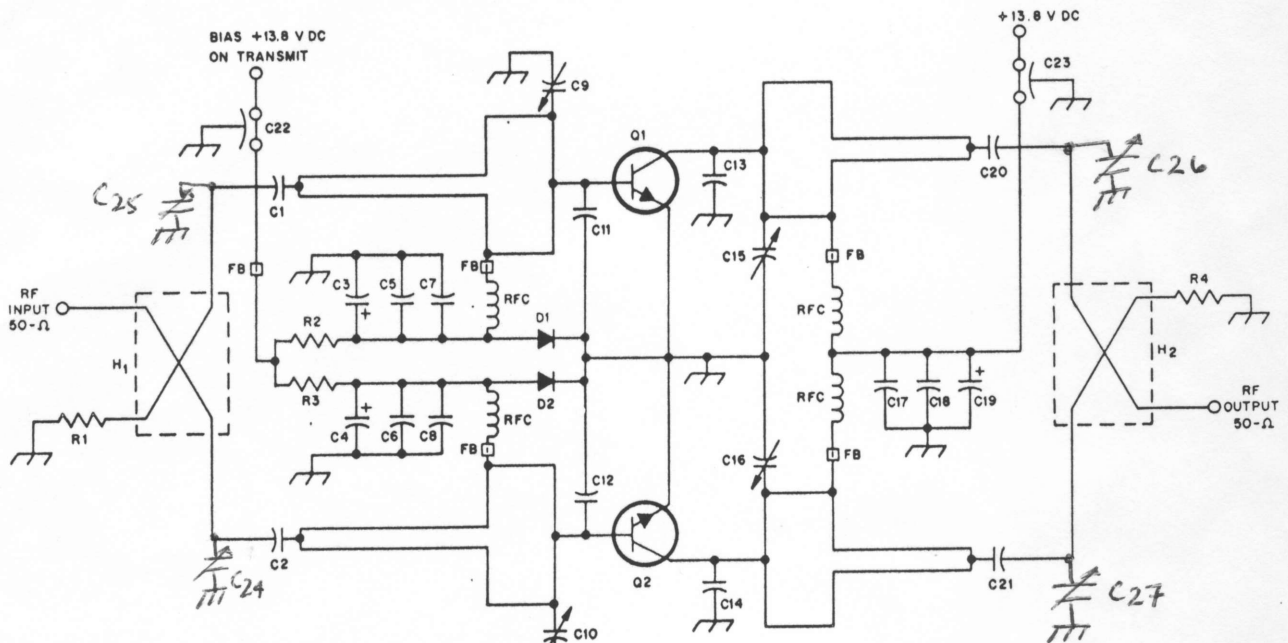 BIAS +13.8 V DC
ON TRANSMIT
+13.8 V DC
C9
C23
C22
Q1
C13
C20
C26
C25
C1
C11
FB
C3
C5
C7
FB
RFC
C15
FB
R4
RF
INPUT
50-Ω
R2
D1
RFC
H1
H2
R3
D2
RFC
C17
C18
C19
+
+
+
RF
OUTPUT
50-Ω
R1
C4
C6
C8
RFC
FB
C16
FB
C12
C2
C24
Q2
C14
C21
C27
C10